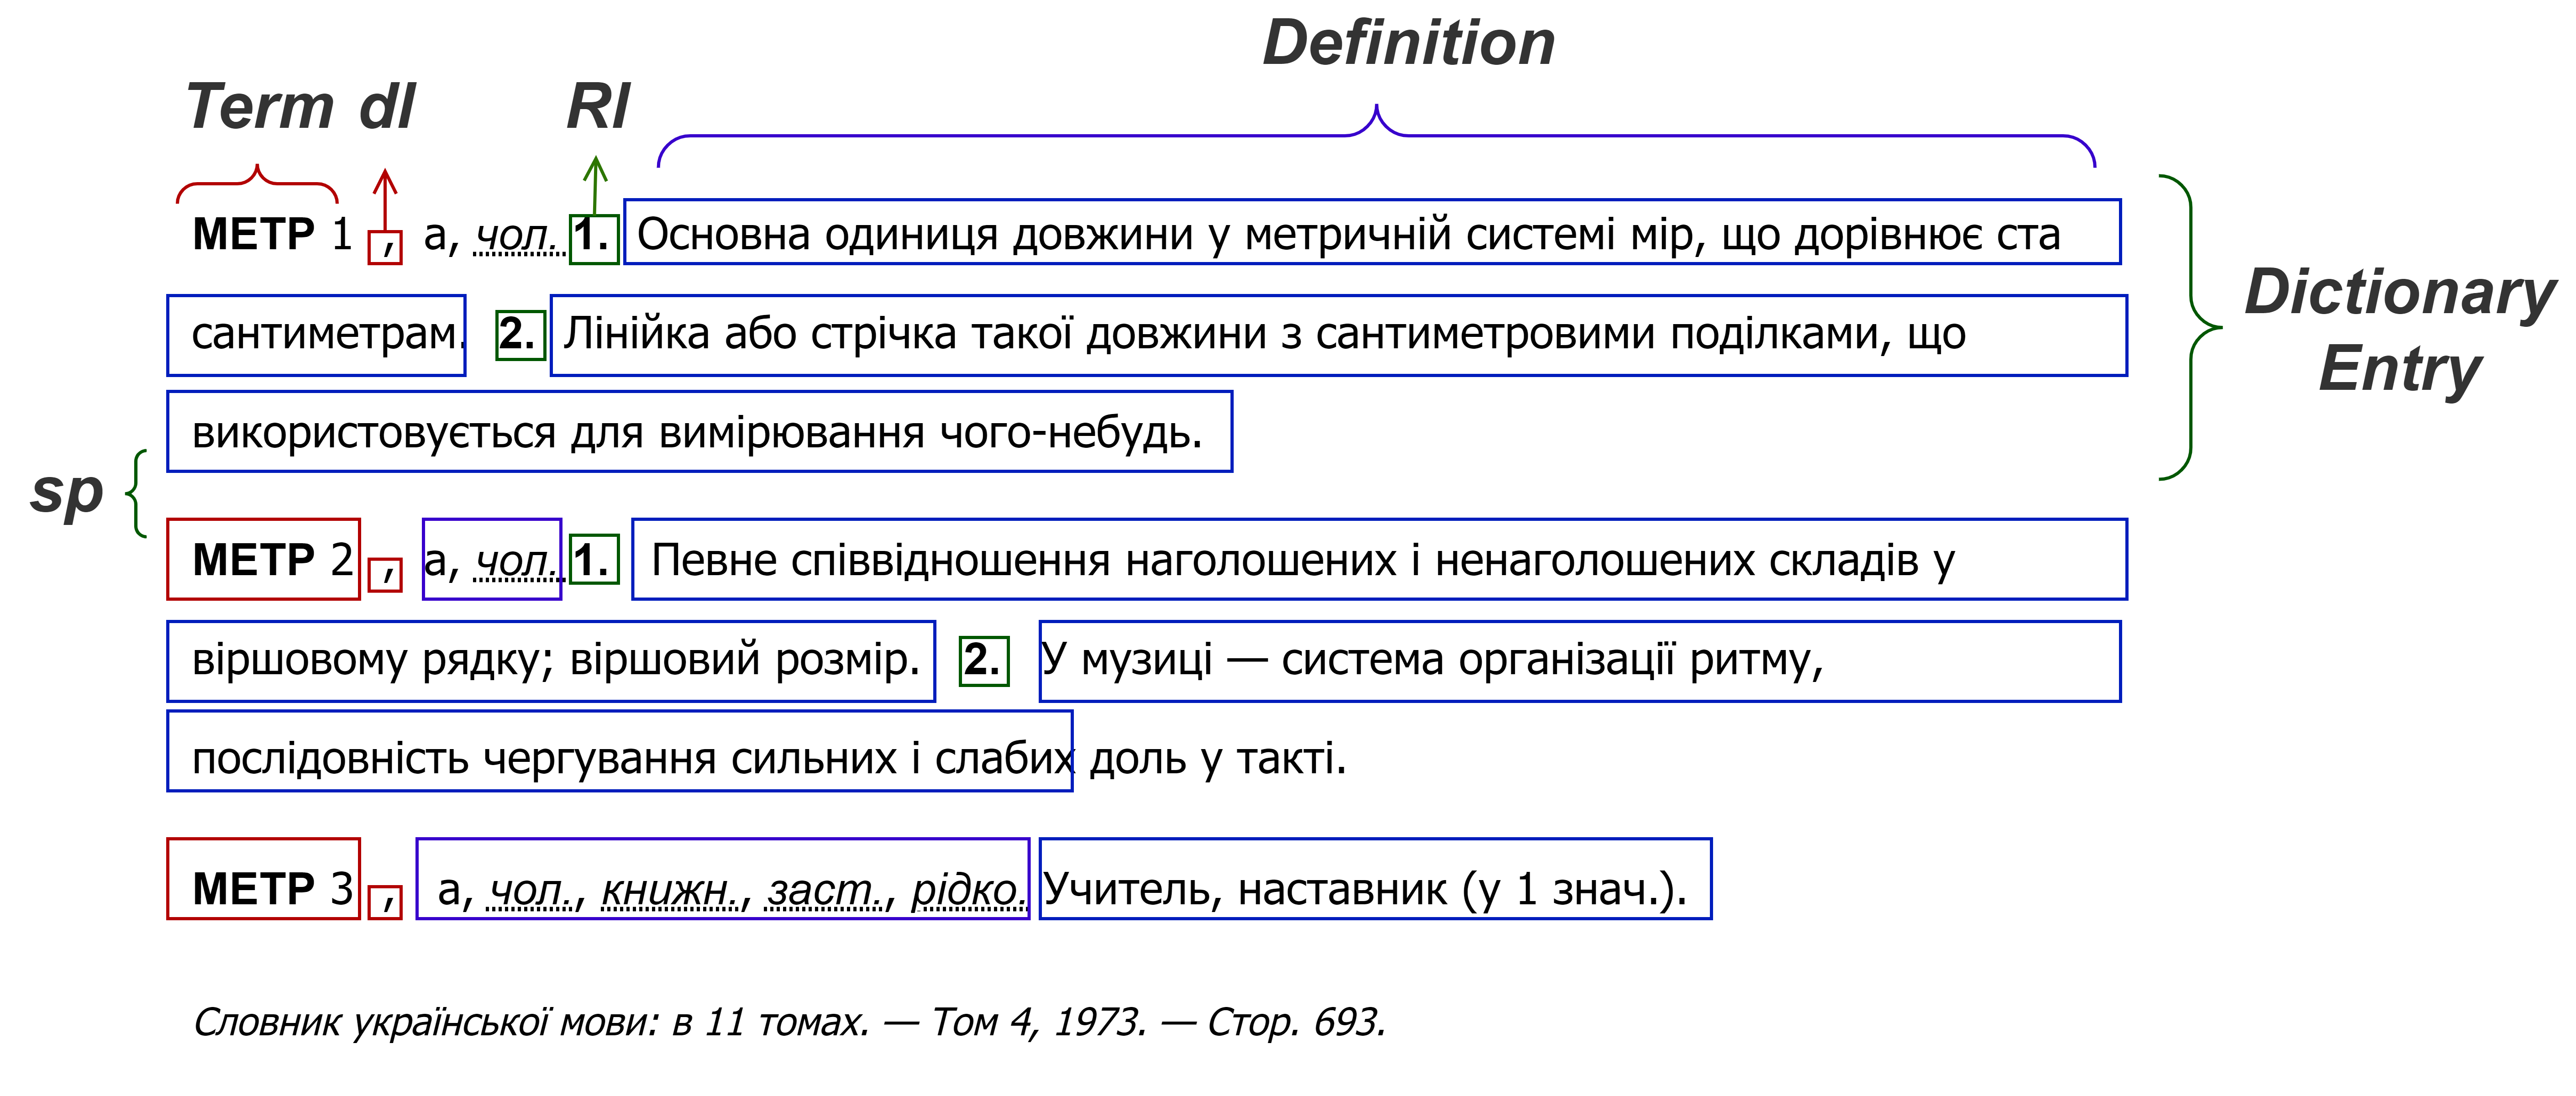 Definition
Term dl RI
МЕТР 1 , а, чол. 1. Основна одиниця довжини у метричній системі мір, що дорівнює ста
сантиметрам. 2. Лінійка або стрічка такої довжини з сантиметровими поділками, що
Dictionary
Entry
використовується для вимірювання чого-небудь.
sp
МЕТР 2 , а, чол. 1. Певне співвідношення наголошених і ненаголошених складів у
віршовому рядку; віршовий розмір. 2. У музиці — система організації ритму,
послідовність чергування сильних і слабих доль у такті.
МЕТР 3 , а, чол., книжн., заст., рідко. Учитель, наставник (у 1 знач.).
Словник української мови: в 11 томах. — Том 4, 1973. — Стор. 693.